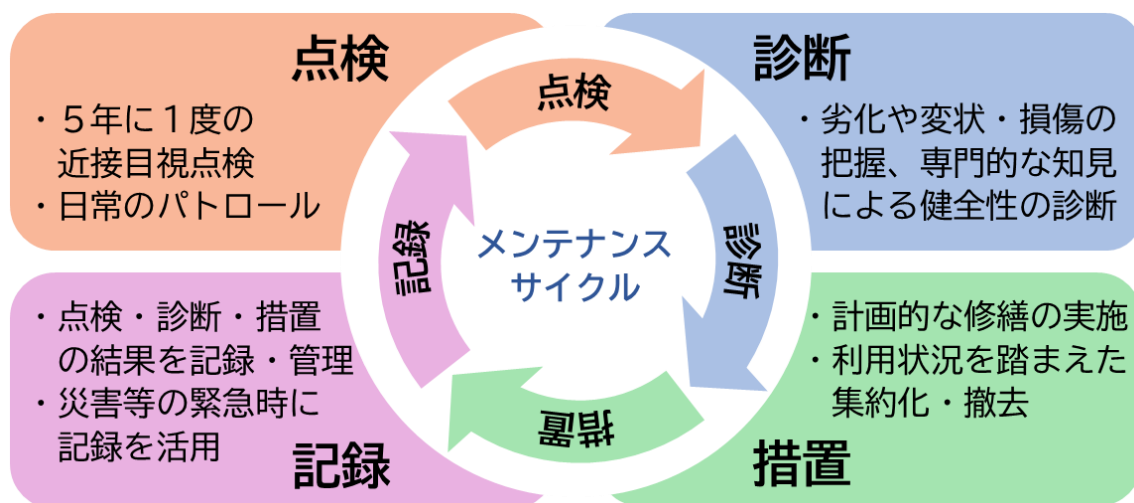 点検
・５年に１度の
近接目視点検
・日常のパトロール
診断
・劣化や変状・損傷の
把握、専門的な知見
による健全性の診断
点検
診断
措置
記録
メンテナンス
サイクル
・点検・診断・措置
の結果を記録・管理
・災害等の緊急時に
記録を活用
記録
・計画的な修繕の実施
・利用状況を踏まえた
集約化・撤去
措置